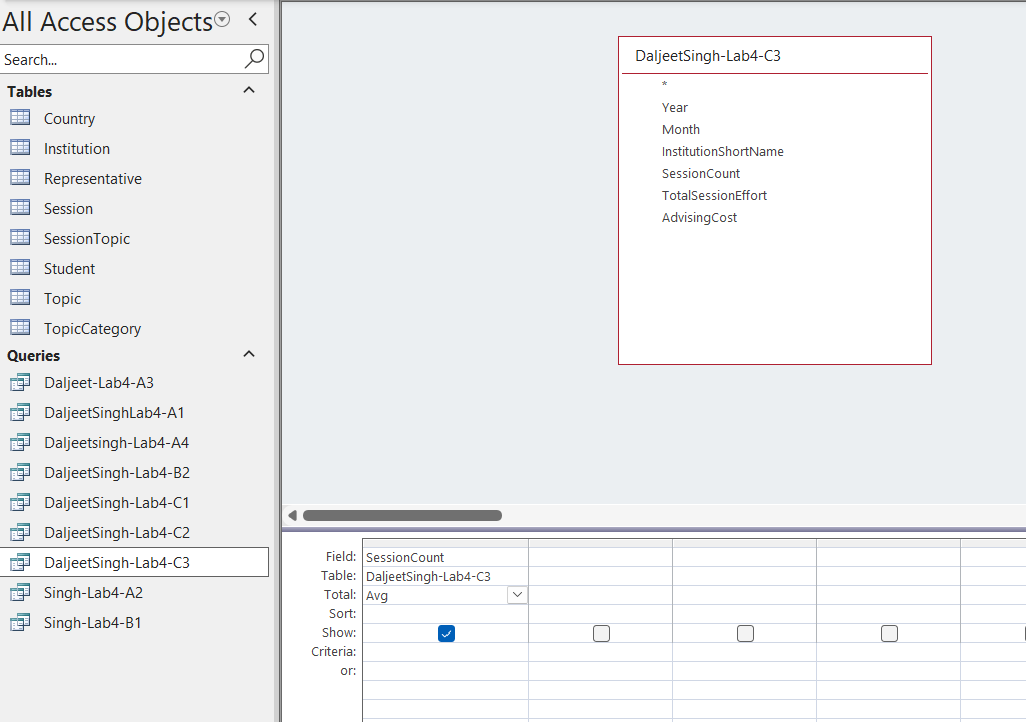 All Access Objects
Search...
Tables
Country
Institution
Representative
Session
SessionTopic
Student
Topic
TopicCategory
Queries
Daljeet-Lab4-A3
DaljeetSinghLab4-A1
Daljeetsingh-Lab4-A4
DaljeetSingh-Lab4-B2
DaljeetSingh-Lab4-C1
DaljeetSingh-Lab4-C2
DaljeetSingh-Lab4-C3
Singh-Lab4-A2
Singh-Lab4-B1
DaljeetSingh-Lab4-C3
*
Year
Month
InstitutionShortName
SessionCount
TotalSessionEffort
AdvisingCost
Field: SessionCount
Table: DaljeetSingh-Lab4-C3
Total: Avg
Sort:
Show:
Criteria:
or: